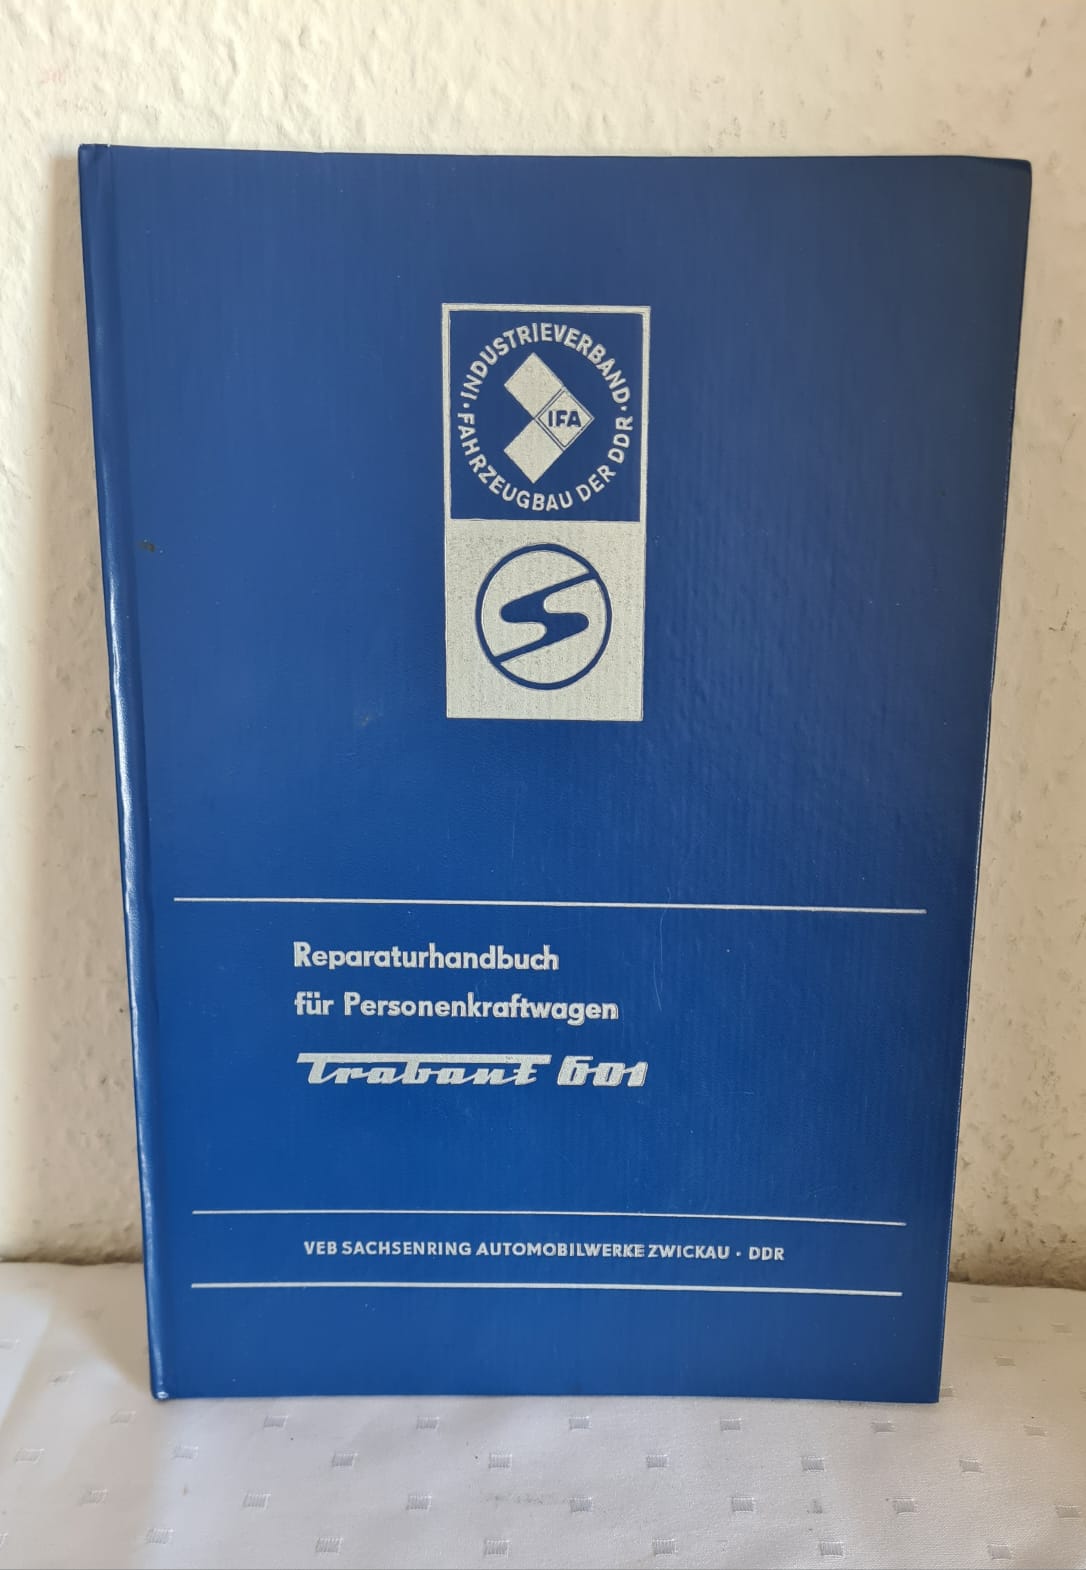 INDUSTRIEVERBAND
FAHRZEUGBAU DER DDR
IFA
S
Reparaturhandbuch
für Personenkraftwagen
Trabant 601
VEB SACHSENRING AUTOMOBILWERKE ZWICKAU · DDR